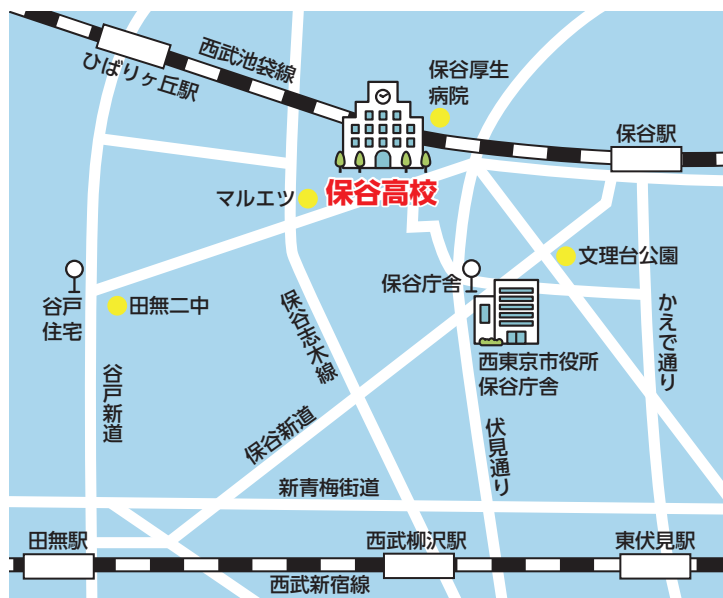 西武池袋線
ひばりヶ丘駅
保谷厚生
病院
保谷駅
保谷高校
マルエツ
文理台公園
保谷庁舎
谷戸
住宅
田無二中
保谷志木線
かえで通り
西東京市役所
保谷庁舎
谷戸新道
保谷新道
伏見通り
新青梅街道
田無駅
西武柳沢駅
東伏見駅
西武新宿線